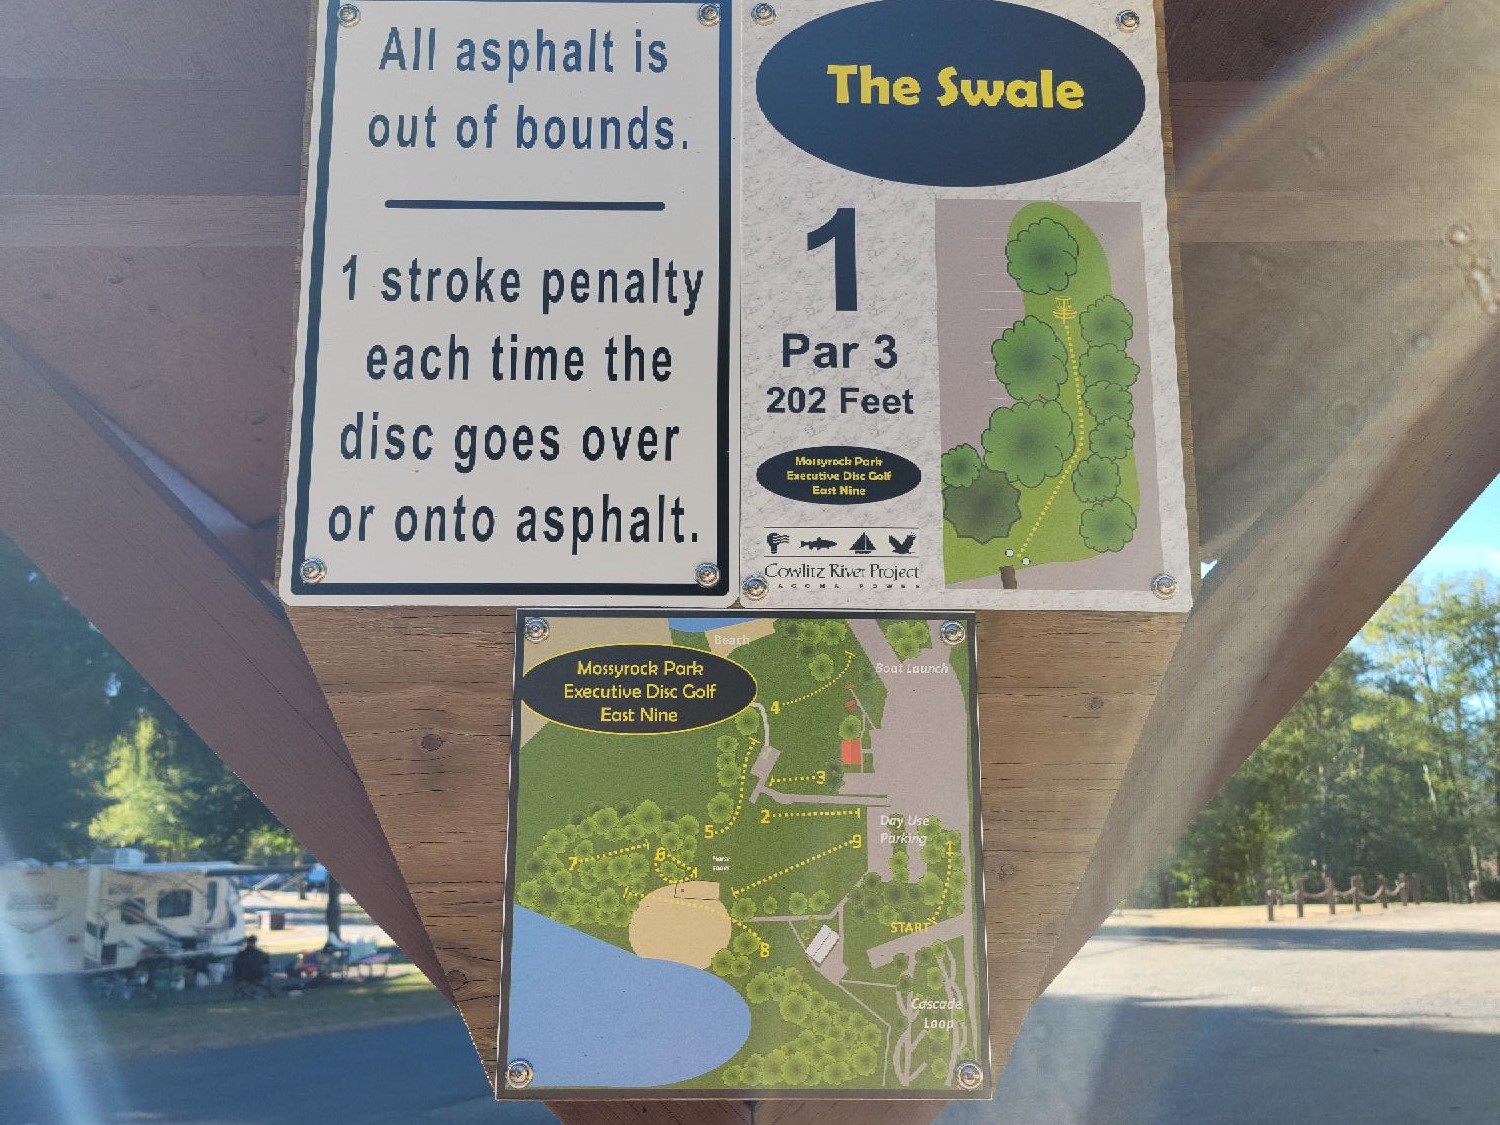 All asphalt is
out of bounds.
1 stroke penalty
each time the
disc goes over
or onto asphalt.
The Swale
1
Par 3
202 Feet
Mossyrock Park
Executive Disc Golf
East Nine
Cowlitz River Project
TACOMA POWER
Mossyrock Park
Executive Disc Golf
East Nine
Beach
Boat Launch
4
3
2
5
Day Use
Parking
9
1
7
6
START
8
Cascade
Loop